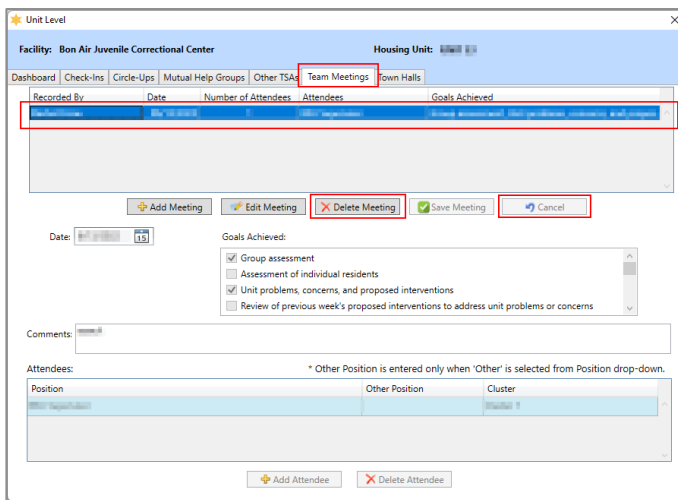 Unit Level
Facility: Bon Air Juvenile Correctional Center Housing Unit:
Dashboard Check-Ins Circle-Ups Mutual Help Groups Other TSAs Team Meetings Town Halls
Recorded By Date Number of Attendees Attendees Goals Achieved
Add Meeting Edit Meeting Delete Meeting Save Meeting Cancel
Date: 15 Goals Achieved:
Group assessment
Assessment of individual residents
Unit problems, concerns, and proposed interventions
Review of previous week's proposed interventions to address unit problems or concerns
Comments:
Attendees: * Other Position is entered only when 'Other' is selected from Position drop-down.
Position Other Position Cluster
Add Attendee Delete Attendee